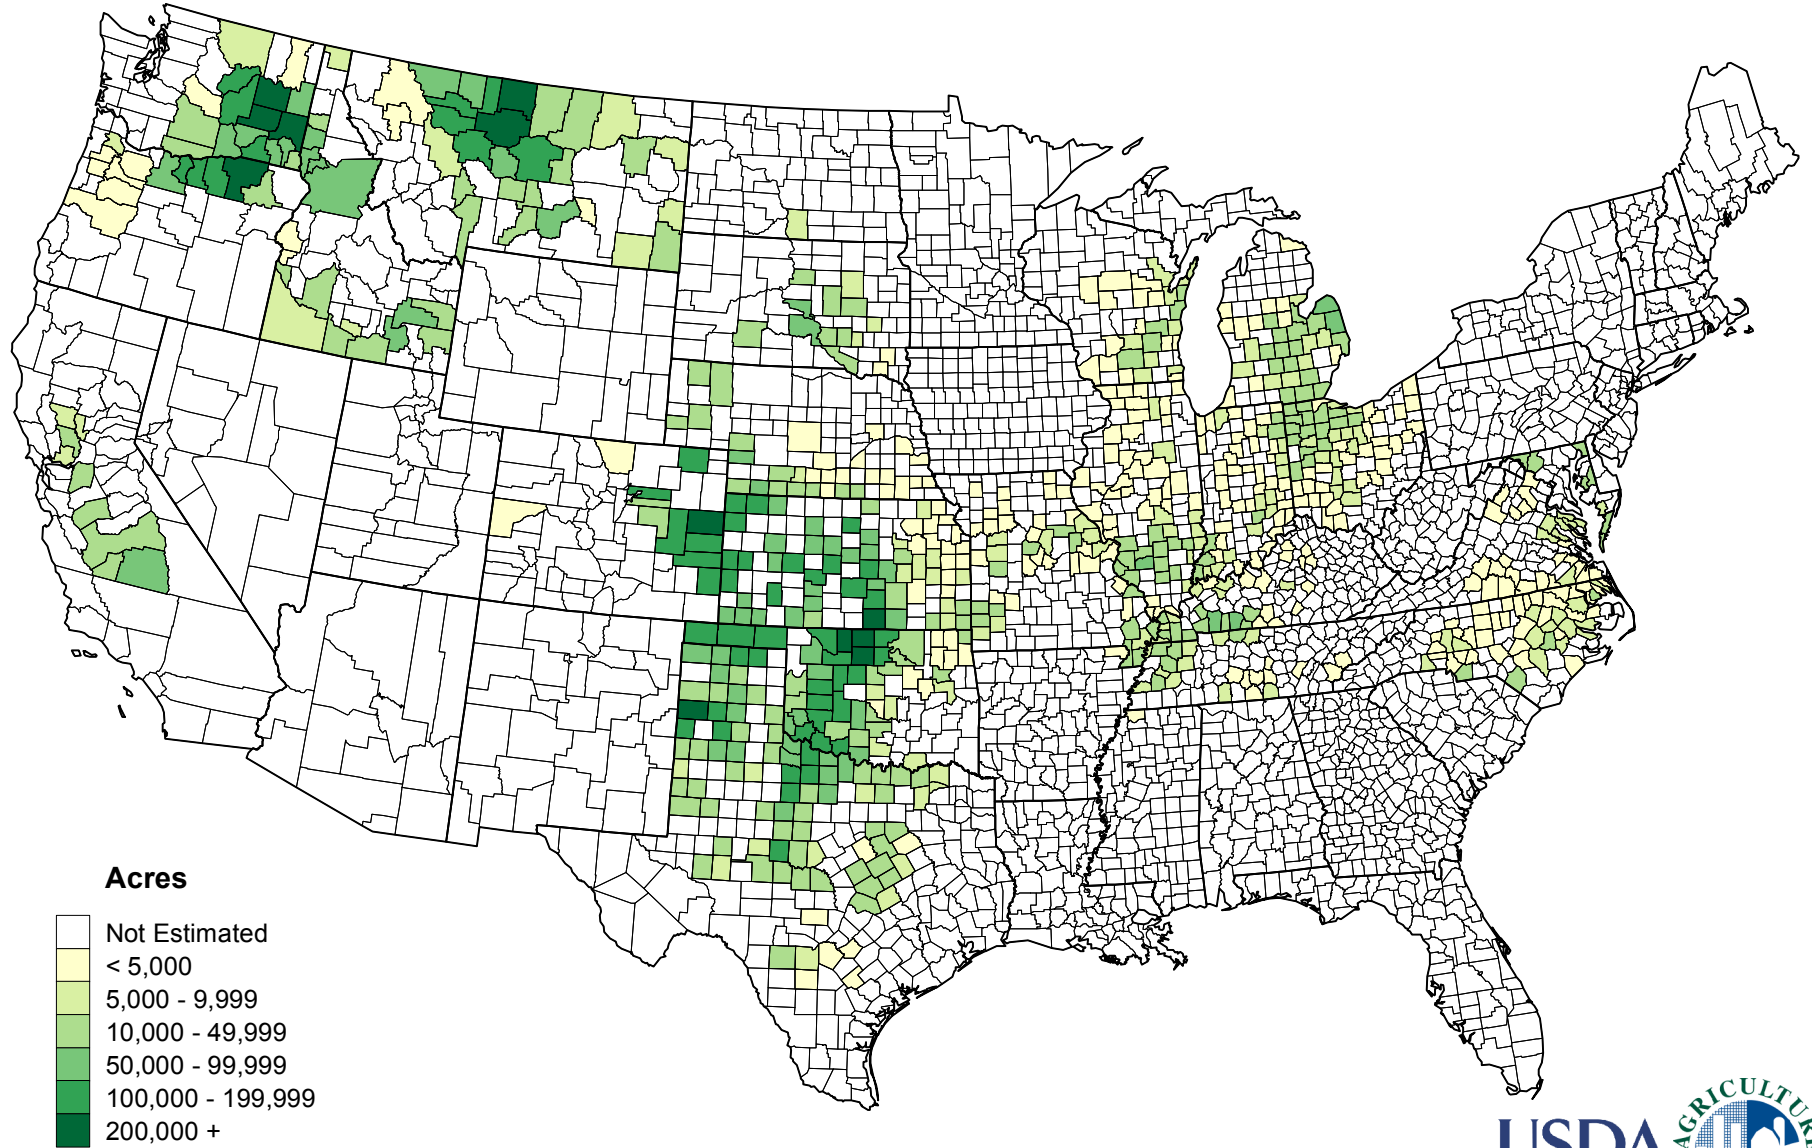 Acres
Not Estimated
< 5,000
5,000 - 9,999
10,000 - 49,999
50,000 - 99,999
100,000 - 199,999
200,000 +
USDA
AGRICULTUR